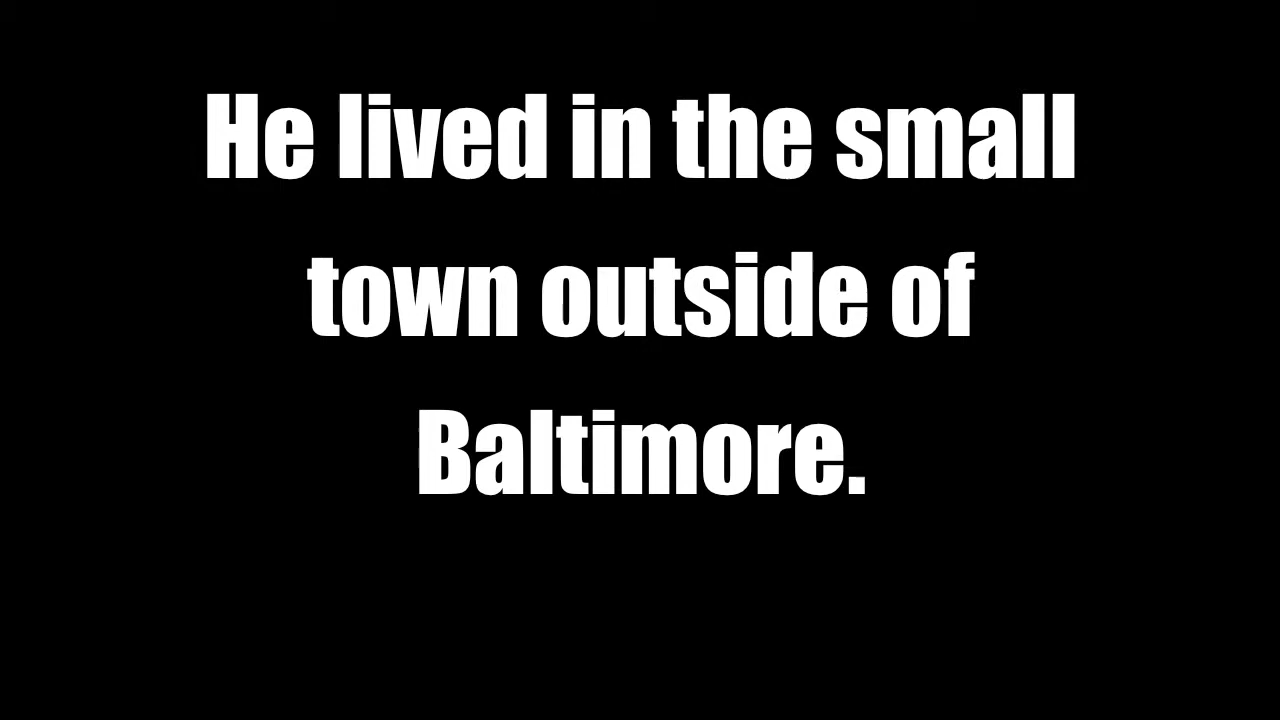 He lived in the small
town outside of
Baltimore.